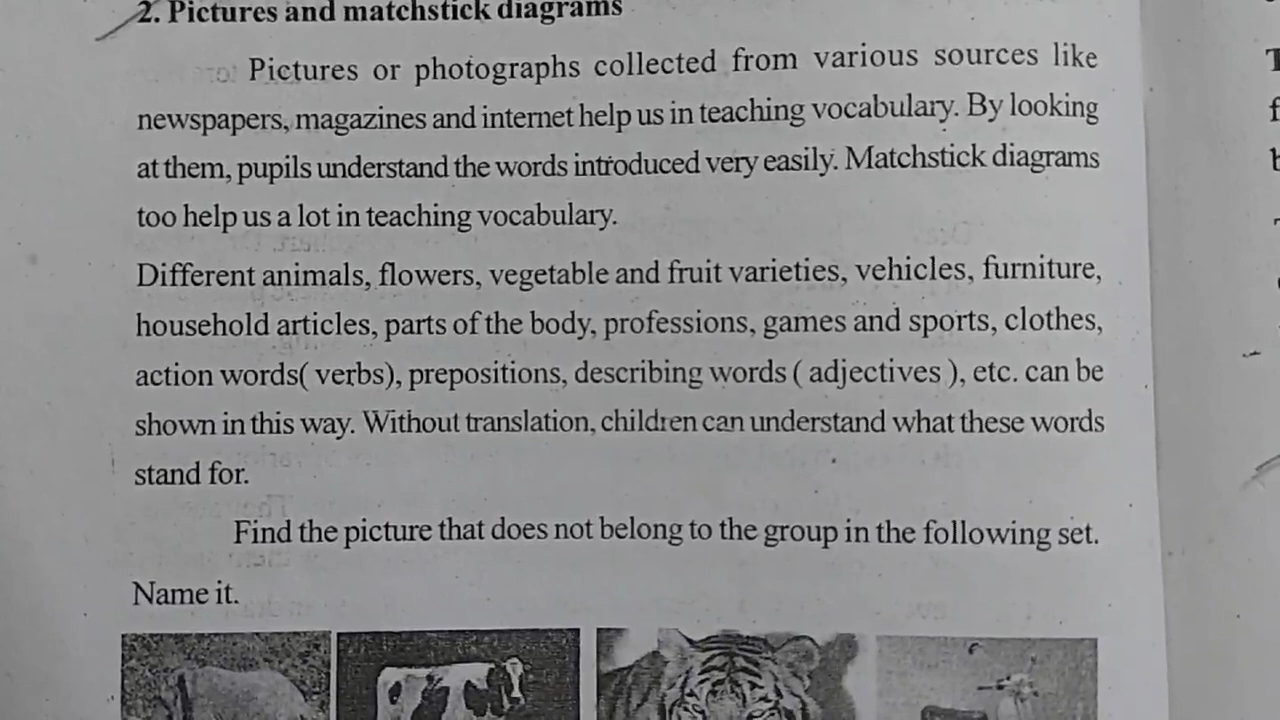 2. Pictures and matchstick diagrams
Pictures or photographs collected from various sources like
newspapers, magazines and internet help us in teaching vocabulary. By looking
at them, pupils understand the words introduced very easily. Matchstick diagrams
too help us a lot in teaching vocabulary.
Different animals, flowers, vegetable and fruit varieties, vehicles, furniture,
household articles, parts of the body, professions, games and sports, clothes,
action words( verbs), prepositions, describing words ( adjectives ), etc. can be
shown in this way. Without translation, children can understand what these words
stand for.
Find the picture that does not belong to the group in the following set.
Name it.